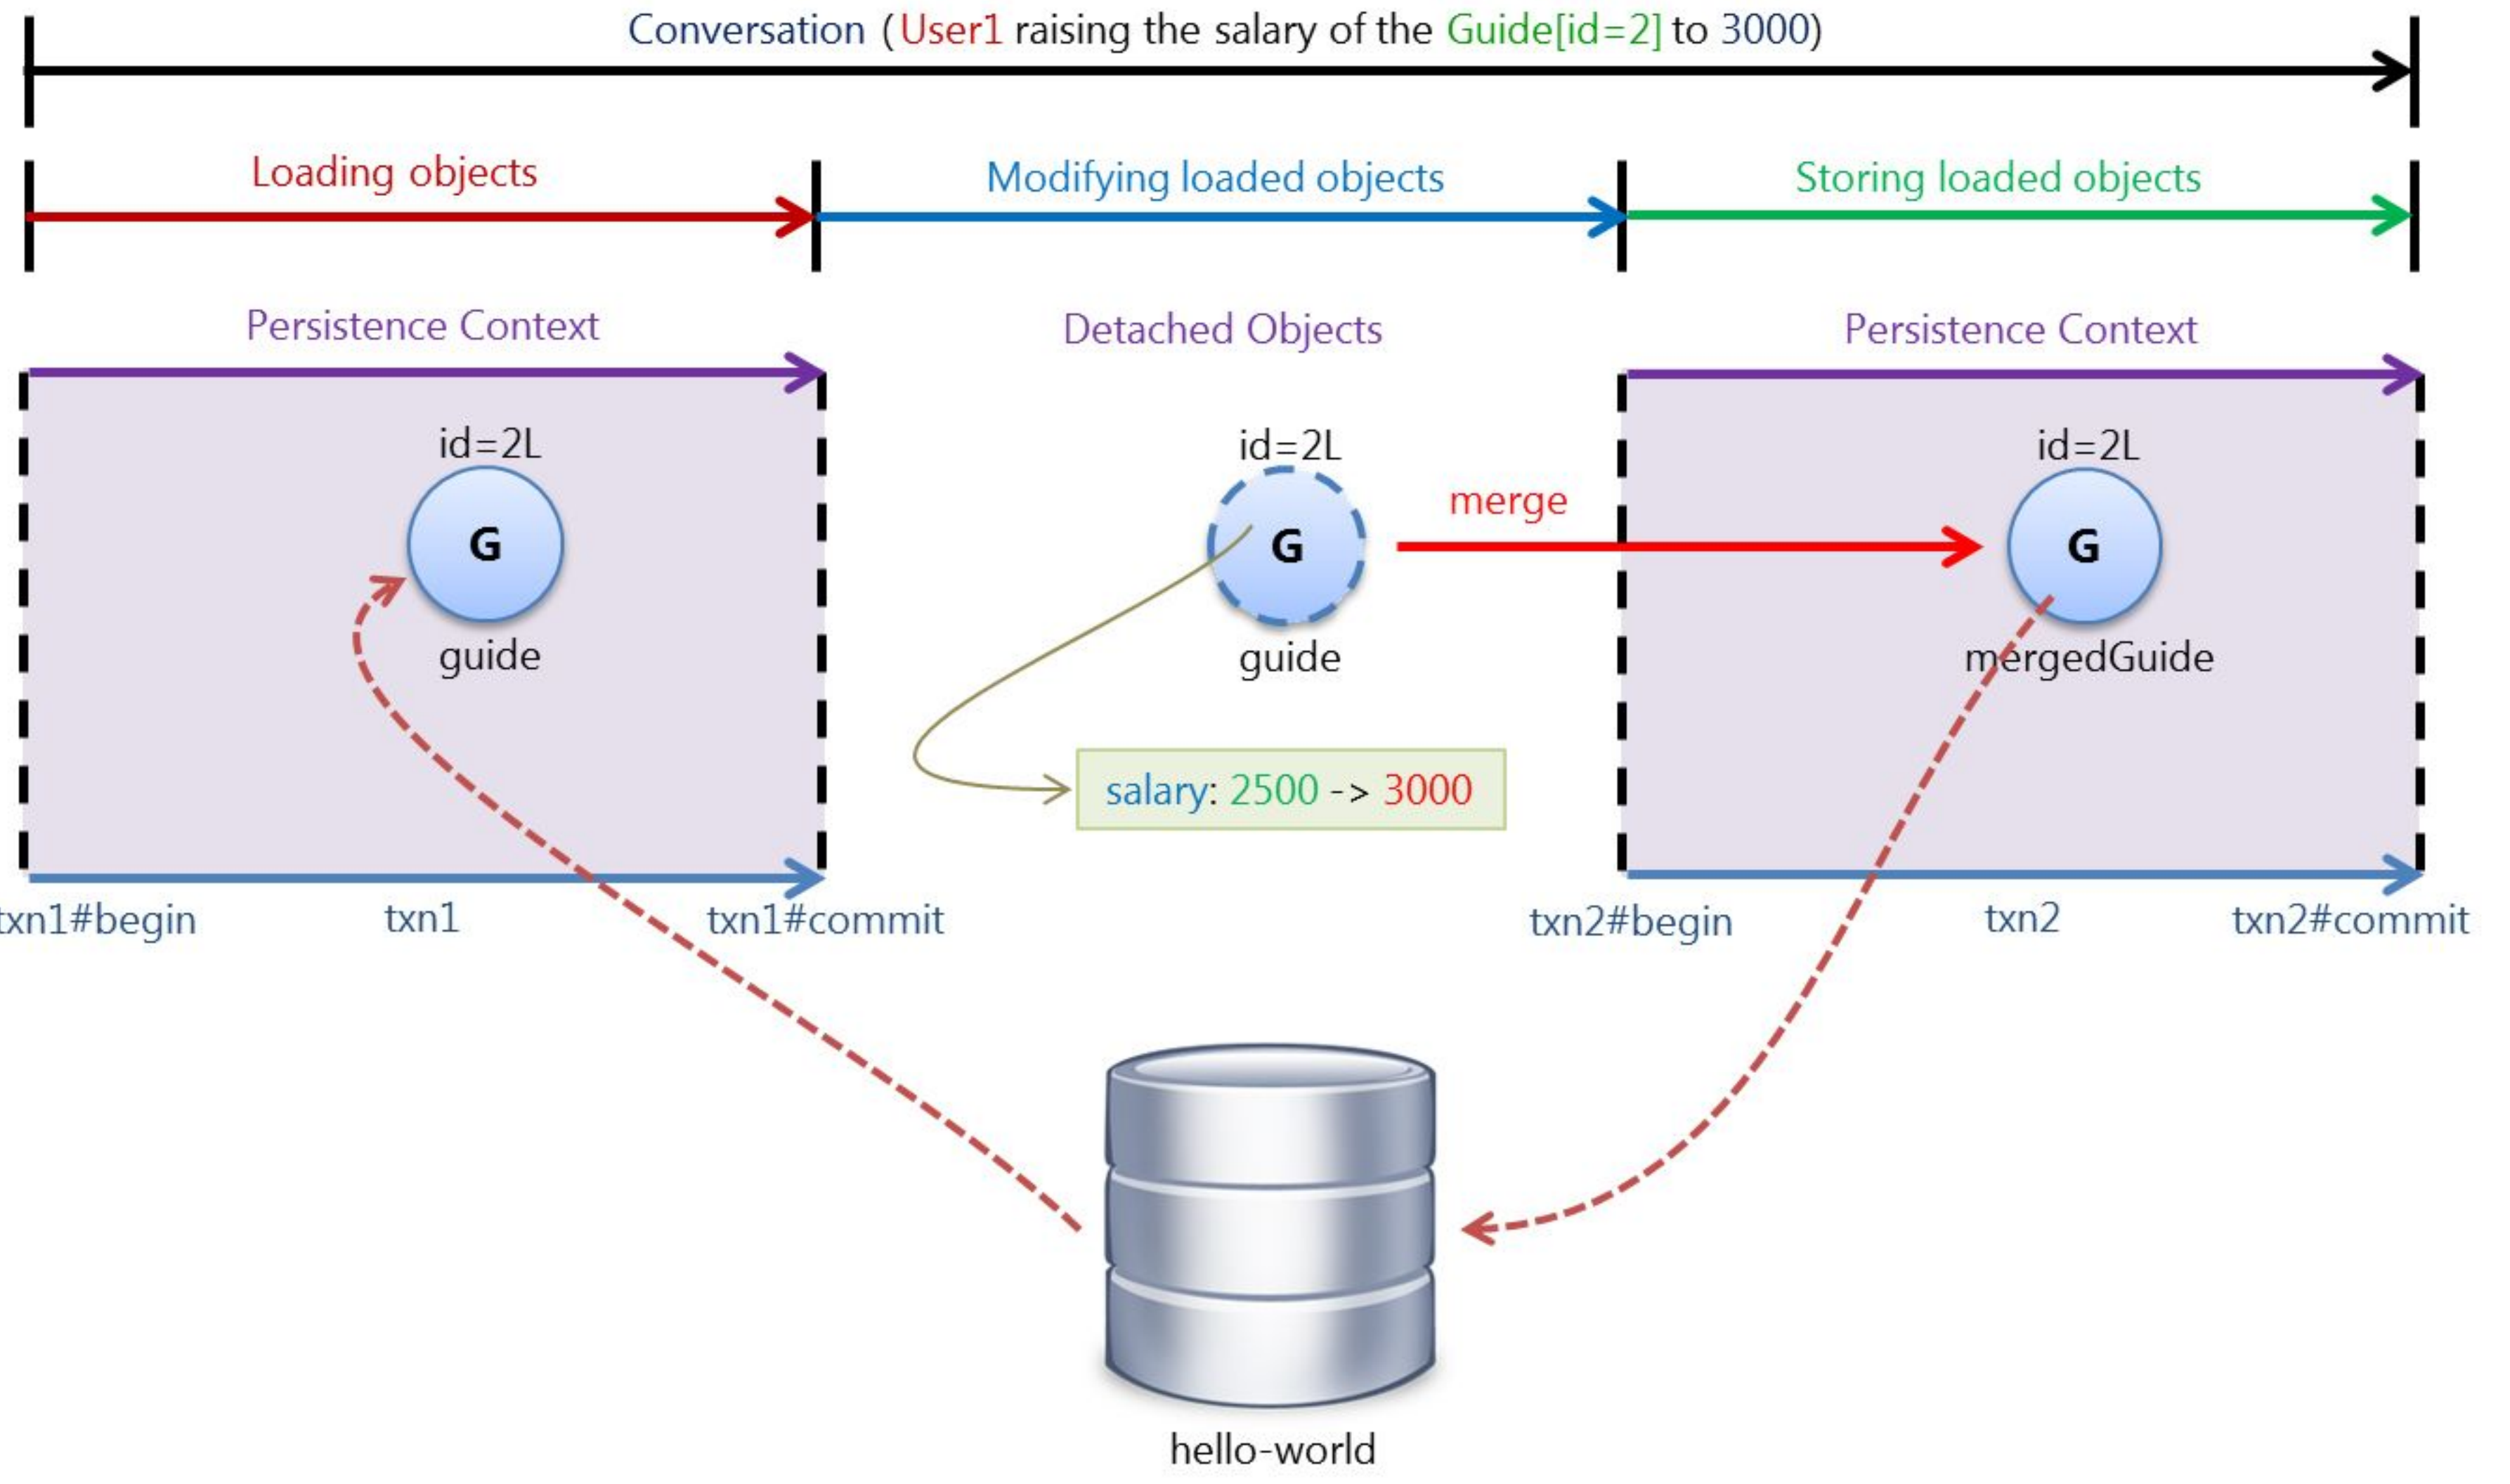 Conversation (User1 raising the salary of the Guide[id=2] to 3000)
Loading objects
Modifying loaded objects
Storing loaded objects
Persistence Context
Detached Objects
Persistence Context
id=2L
id=2L
id=2L
G
G
G
merge
guide
guide
mergedGuide
salary: 2500 -> 3000
txn1#begin
txn1
txn1#commit
txn2#begin
txn2
txn2#commit
hello-world